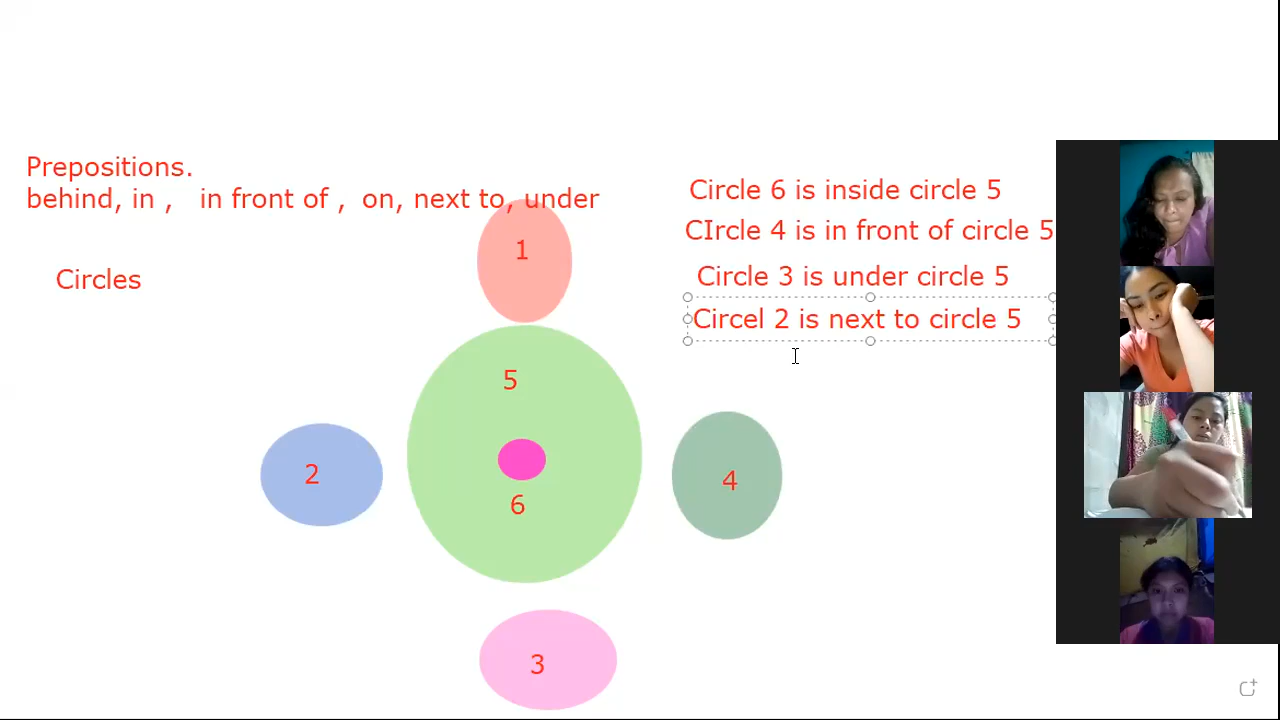 Prepositions.
behind, in ,   in front of ,  on, next to, under
Circles
1
5
2
6
4
3
Circle 6 is inside circle 5
CIrcle 4 is in front of circle 5
Circle 3 is under circle 5
Circel 2 is next to circle 5